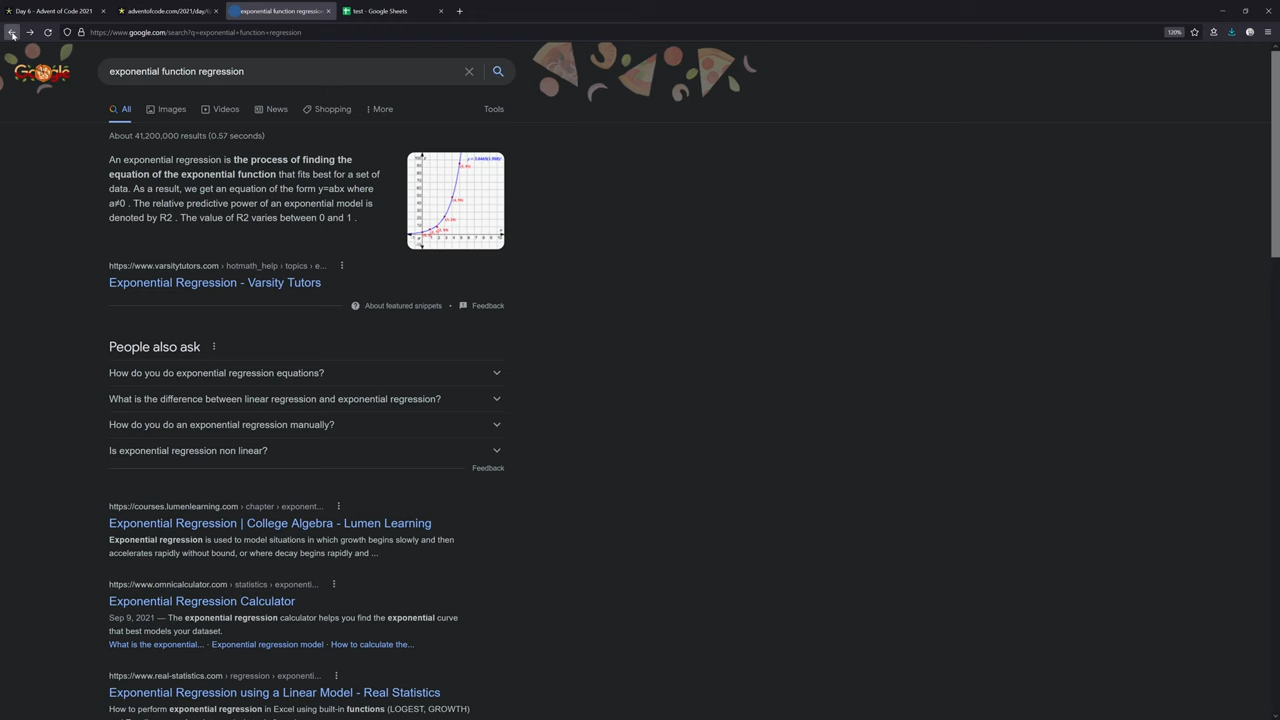 Day 6 - Advent of Code 2021
adventofcode.com/2021/day/6/
exponential function regression
test - Google Sheets
https://www.google.com/search?q=exponential+function+regression
120%
Google
exponential function regression
All
Images
Videos
News
Shopping
More
Tools
About 41,200,000 results (0.57 seconds)
An exponential regression is the process of finding the
equation of the exponential function that fits best for a set of
data. As a result, we get an equation of the form y=abx where
a≠0 . The relative predictive power of an exponential model is
denoted by R2 . The value of R2 varies between 0 and 1 .
https://www.varsitytutors.com › hotmath_help › topics › e...
Exponential Regression - Varsity Tutors
About featured snippets
•
Feedback
People also ask
How do you do exponential regression equations?
What is the difference between linear regression and exponential regression?
How do you do an exponential regression manually?
Is exponential regression non linear?
Feedback
https://courses.lumenlearning.com › chapter › exponent...
Exponential Regression | College Algebra - Lumen Learning
Exponential regression is used to model situations in which growth begins slowly and then
accelerates rapidly without bound, or where decay begins rapidly and ...
https://www.omnicalculator.com › statistics › exponenti...
Exponential Regression Calculator
Sep 9, 2021 — The exponential regression calculator helps you find the exponential curve
that best models your dataset.
What is the exponential... · Exponential regression model · How to calculate the...
https://www.real-statistics.com › regression › exponenti...
Exponential Regression using a Linear Model - Real Statistics
How to perform exponential regression in Excel using built-in functions (LOGEST, GROWTH)